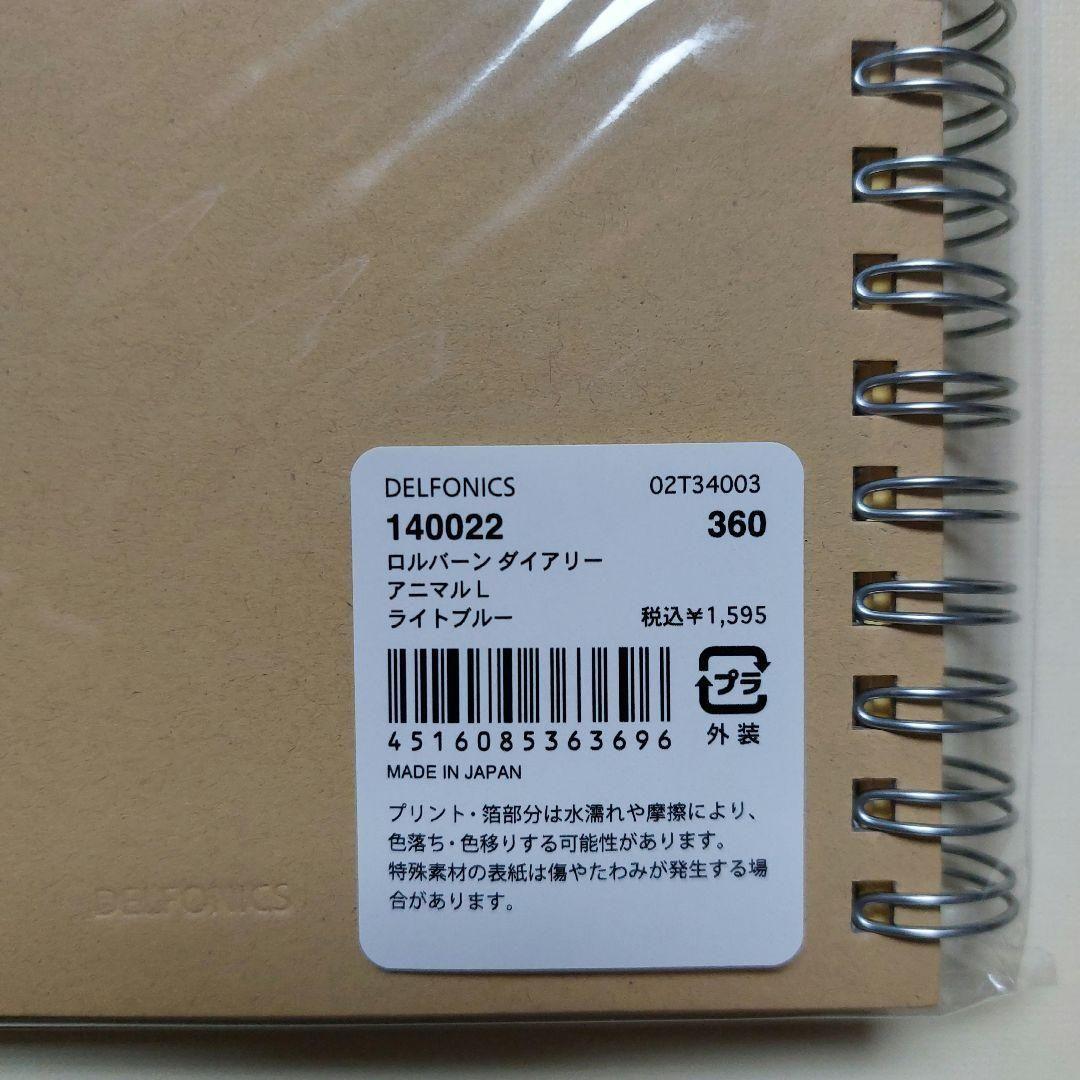 DELFONICS 02T34003
140022 360
ロルバーン ダイアリー
アニマル L
ライトブルー 税込¥1,595
プラ
外装
4516085363696
MADE IN JAPAN
プリント・箔部分は水濡れや摩擦により、
色落ち・色移りする可能性があります。
特殊素材の表紙は傷やたわみが発生する場
合があります。
DELFONICS